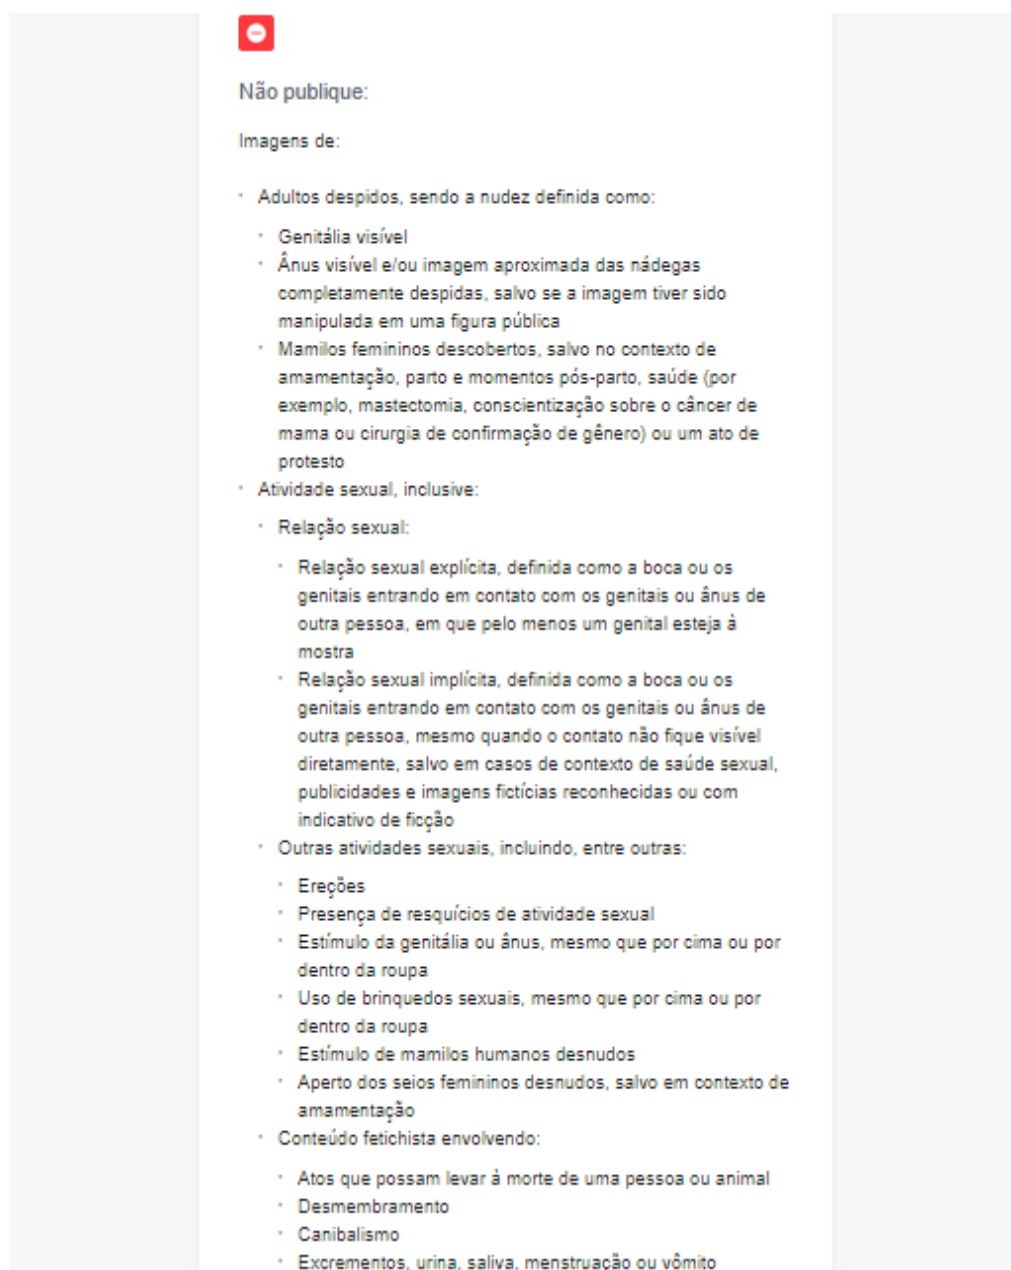 Não publique:
Imagens de:
Adultos despidos, sendo a nudez definida como:
Genitália visível
Ânus visível e/ou imagem aproximada das nádegas
completamente despidas, salvo se a imagem tiver sido
manipulada em uma figura pública
Mamilos femininos descobertos, salvo no contexto de
amamentação, parto e momentos pós-parto, saúde (por
exemplo, mastectomia, conscientização sobre o câncer de
mama ou cirurgia de confirmação de gênero) ou um ato de
protesto
Atividade sexual, inclusive:
Relação sexual:
Relação sexual explícita, definida como a boca ou os
genitais entrando em contato com os genitais ou ânus de
outra pessoa, em que pelo menos um genital esteja à
mostra
Relação sexual implícita, definida como a boca ou os
genitais entrando em contato com os genitais ou ânus de
outra pessoa, mesmo quando o contato não fique visível
diretamente, salvo em casos de contexto de saúde sexual,
publicidades e imagens fictícias reconhecidas ou com
indicativo de ficção
Outras atividades sexuais, incluindo, entre outras:
Ereções
Presença de resquícios de atividade sexual
Estímulo da genitália ou ânus, mesmo que por cima ou por
dentro da roupa
Uso de brinquedos sexuais, mesmo que por cima ou por
dentro da roupa
Estímulo de mamilos humanos desnudos
Aperto dos seios femininos desnudos, salvo em contexto de
amamentação
Conteúdo fetichista envolvendo:
Atos que possam levar à morte de uma pessoa ou animal
Desmembramento
Canibalismo
Excrementos, urina, saliva, menstruação ou vômito